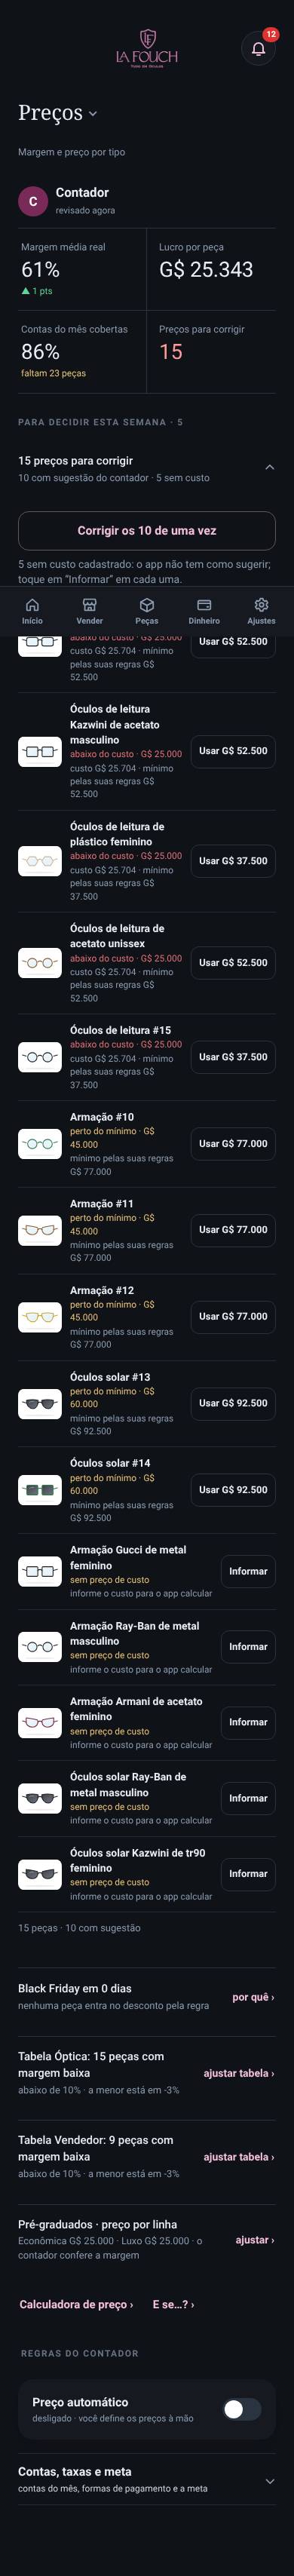 LA FOUCH
12
Preços
Margem e preço por tipo
C
Contador
revisado agora
Margem média real
61%
▲ 1 pts
Lucro por peça
G$ 25.343
Contas do mês cobertas
86%
faltam 23 peças
Preços para corrigir
15
PARA DECIDIR ESTA SEMANA · 5
15 preços para corrigir
10 com sugestão do contador · 5 sem custo
Corrigir os 10 de uma vez
5 sem custo cadastrado: o app não tem como sugerir;
toque em “Informar” em cada uma.
Início
Vender
Peças
Dinheiro
Ajustes
abaixo do custo · G$ 25.000
custo G$ 25.704 · mínimo
pelas suas regras G$
52.500
Usar G$ 52.500
Óculos de leitura
Kazwini de acetato
masculino
abaixo do custo · G$ 25.000
custo G$ 25.704 · mínimo
pelas suas regras G$
52.500
Usar G$ 52.500
Óculos de leitura de
plástico feminino
abaixo do custo · G$ 25.000
custo G$ 25.704 · mínimo
pelas suas regras G$
37.500
Usar G$ 37.500
Óculos de leitura de
acetato unissex
abaixo do custo · G$ 25.000
custo G$ 25.704 · mínimo
pelas suas regras G$
52.500
Usar G$ 52.500
Óculos de leitura #15
abaixo do custo · G$ 25.000
custo G$ 25.704 · mínimo
pelas suas regras G$
37.500
Usar G$ 37.500
Armação #10
perto do mínimo · G$
45.000
mínimo pelas suas regras
G$ 77.000
Usar G$ 77.000
Armação #11
perto do mínimo · G$
45.000
mínimo pelas suas regras
G$ 77.000
Usar G$ 77.000
Armação #12
perto do mínimo · G$
45.000
mínimo pelas suas regras
G$ 77.000
Usar G$ 77.000
Óculos solar #13
perto do mínimo · G$
60.000
mínimo pelas suas regras
G$ 92.500
Usar G$ 92.500
Óculos solar #14
perto do mínimo · G$
60.000
mínimo pelas suas regras
G$ 92.500
Usar G$ 92.500
Armação Gucci de metal
feminino
sem preço de custo
informe o custo para o app calcular
Informar
Armação Ray-Ban de metal
masculino
sem preço de custo
informe o custo para o app calcular
Informar
Armação Armani de acetato
feminino
sem preço de custo
informe o custo para o app calcular
Informar
Óculos solar Ray-Ban de
metal masculino
sem preço de custo
informe o custo para o app calcular
Informar
Óculos solar Kazwini de tr90
feminino
sem preço de custo
informe o custo para o app calcular
Informar
15 peças · 10 com sugestão
Black Friday em 0 dias
nenhuma peça entra no desconto pela regra
por quê ›
Tabela Óptica: 15 peças com
margem baixa
abaixo de 10% · a menor está em -3%
ajustar tabela ›
Tabela Vendedor: 9 peças com
margem baixa
abaixo de 10% · a menor está em -3%
ajustar tabela ›
Pré-graduados · preço por linha
Econômica G$ 25.000 · Luxo G$ 25.000 · o
contador confere a margem
ajustar ›
Calculadora de preço ›
E se…? ›
REGRAS DO CONTADOR
Preço automático
desligado · você define os preços à mão
Contas, taxas e meta
contas do mês, formas de pagamento e a meta